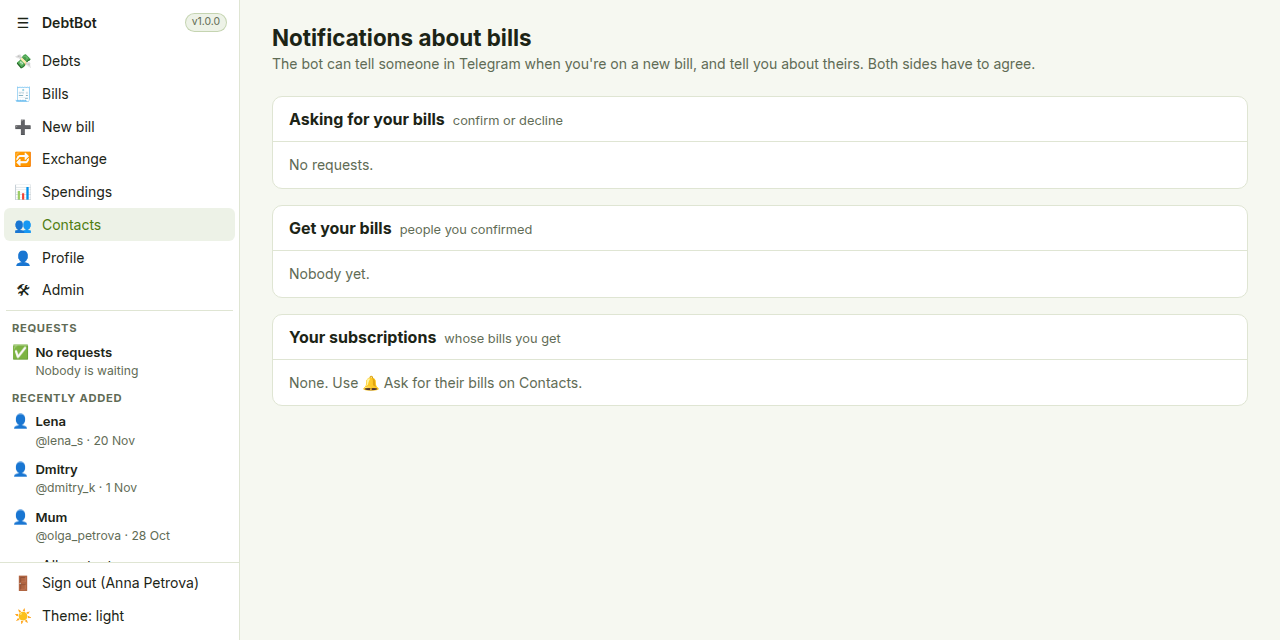 ☰ DebtBot v1.0.0
💸 Debts
🧾 Bills
➕ New bill
🔁 Exchange
📊 Spendings
👥 Contacts
👤 Profile
🛠 Admin
REQUESTS
✅ No requests
Nobody is waiting
RECENTLY ADDED
👤 Lena
@lena_s · 20 Nov
👤 Dmitry
@dmitry_k · 1 Nov
👤 Mum
@olga_petrova · 28 Oct
🚪 Sign out (Anna Petrova)
☀️ Theme: light
Notifications about bills
The bot can tell someone in Telegram when you're on a new bill, and tell you about theirs. Both sides have to agree.
Asking for your bills confirm or decline
No requests.
Get your bills people you confirmed
Nobody yet.
Your subscriptions whose bills you get
None. Use 🔔 Ask for their bills on Contacts.